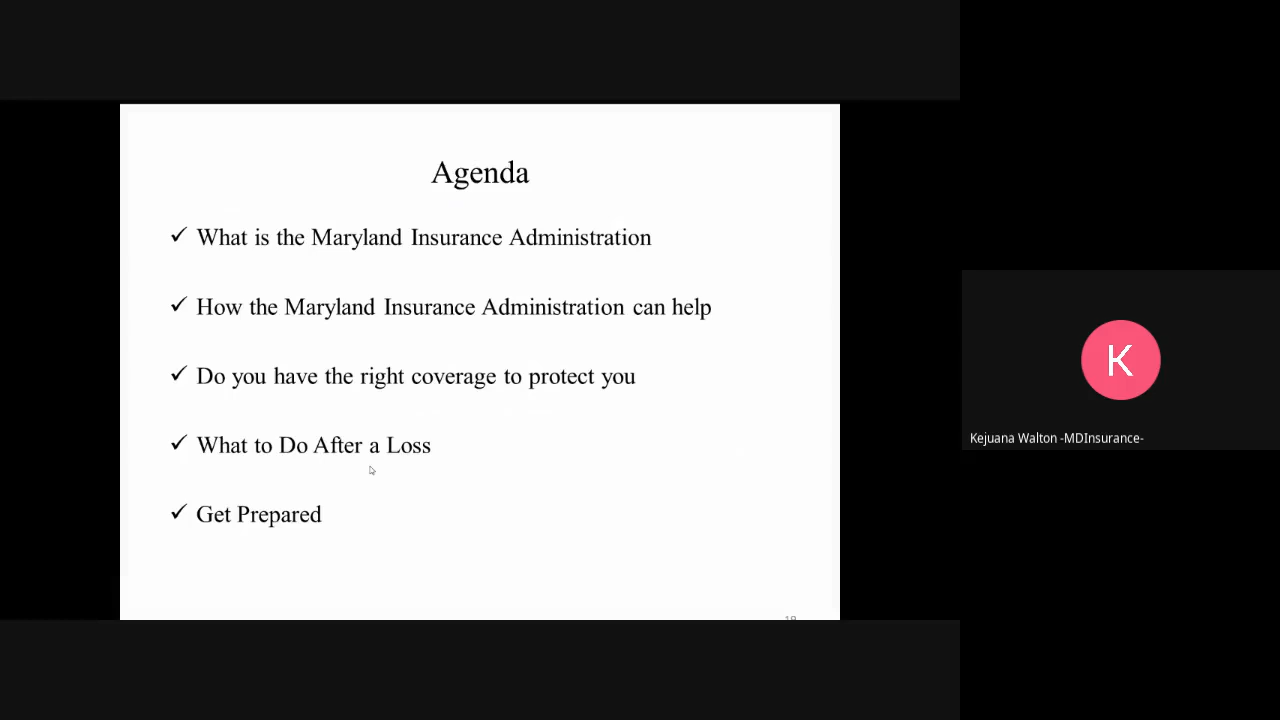 Agenda
✓ What is the Maryland Insurance Administration
✓ How the Maryland Insurance Administration can help
✓ Do you have the right coverage to protect you
✓ What to Do After a Loss
✓ Get Prepared
K
Kejuana Walton -MDInsurance-